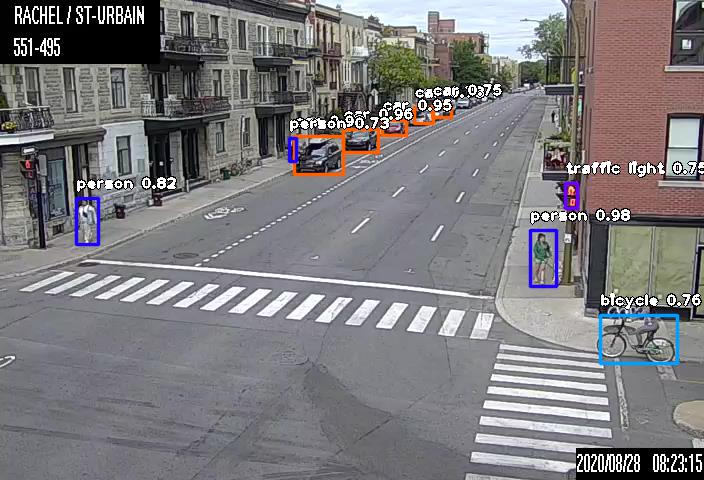 RACHEL / ST-URBAIN
551-495
car 0.75
car 0.95
car 0.96
person 0.73
traffic light 0.75
person 0.82
person 0.98
bicycle 0.76
2020/08/28 08:23:15